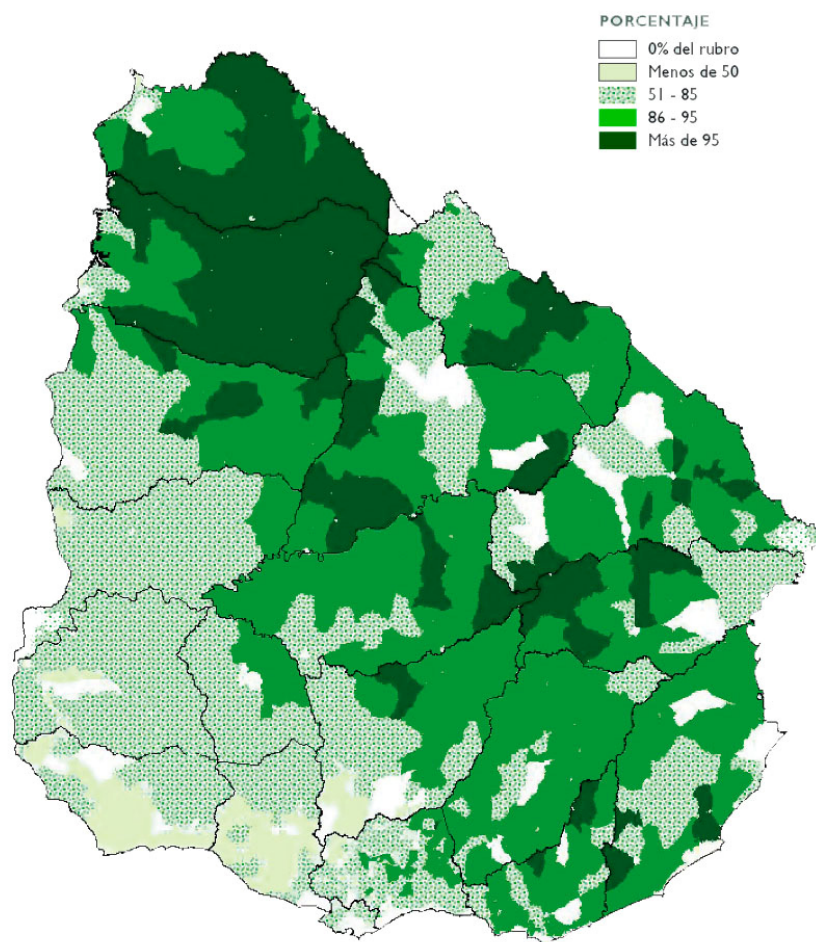 PORCENTAJE
0% del rubro
Menos de 50
51 - 85
86 - 95
Más de 95